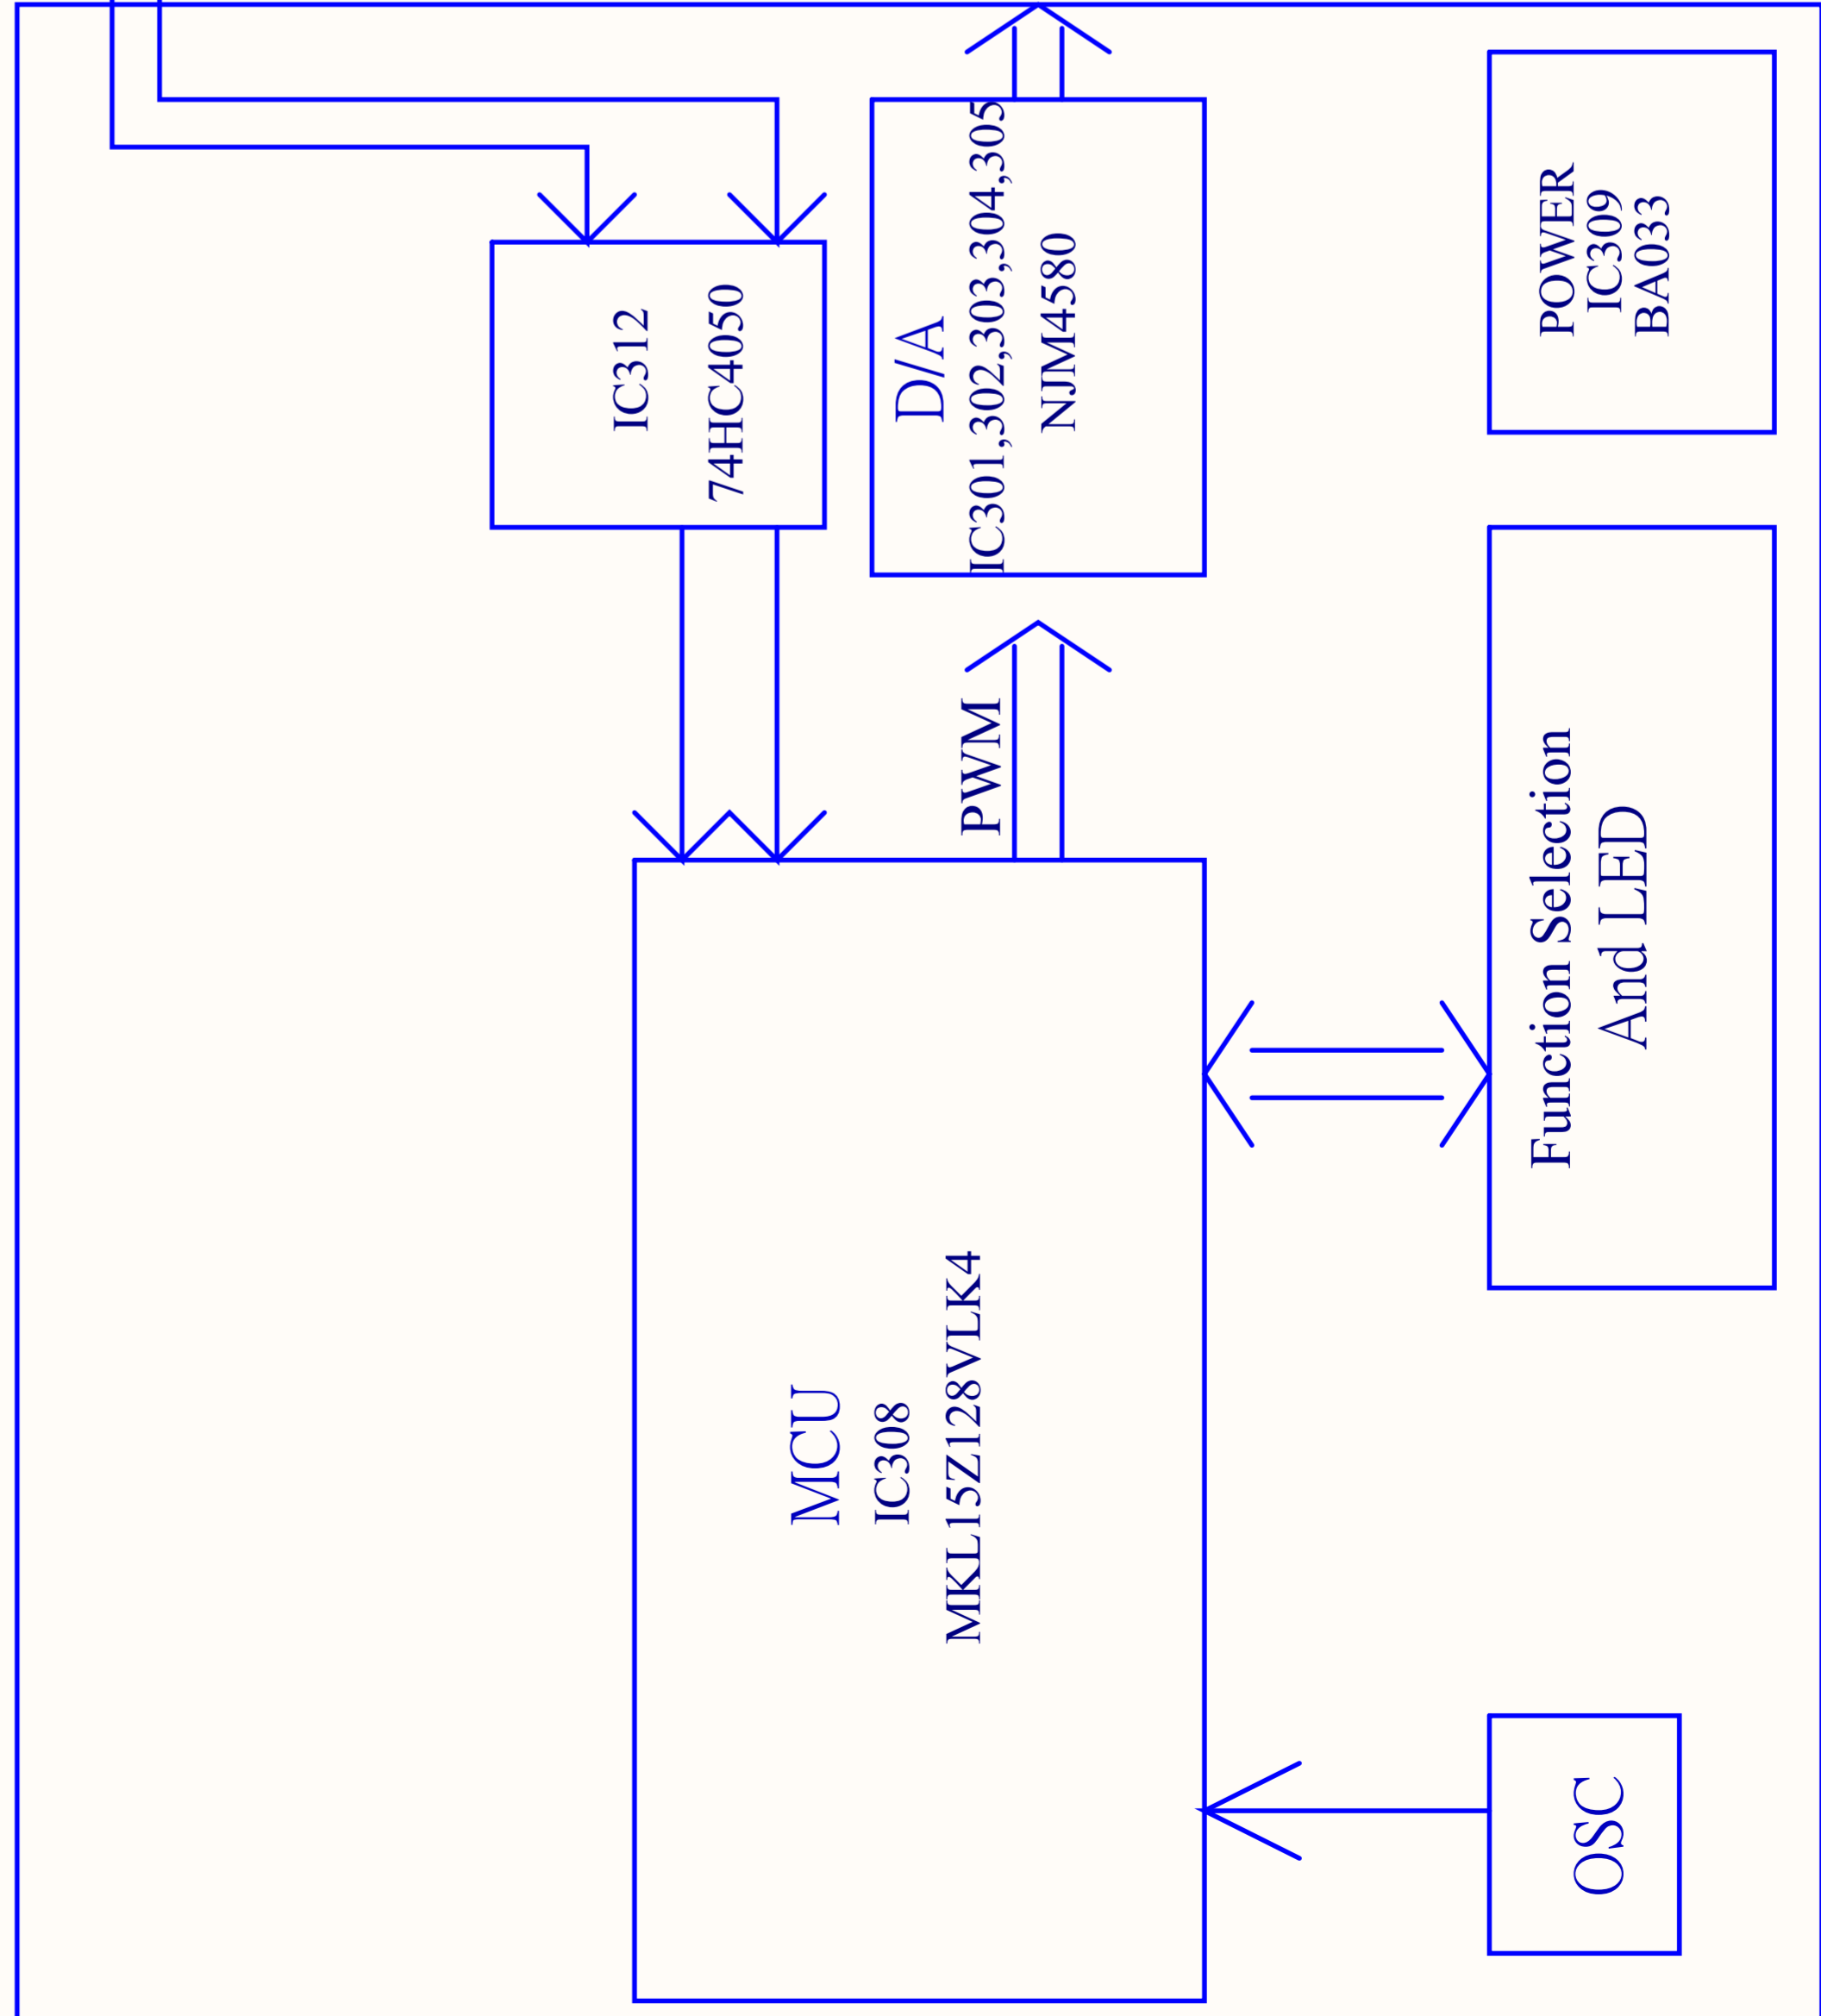 IC312
74HC4050
D/A
IC301,302,303,304,305
NJM4580
POWER
IC309
BA033
PWM
Function Selection
And LED
MCU
IC308
MKL15Z128VLK4
OSC